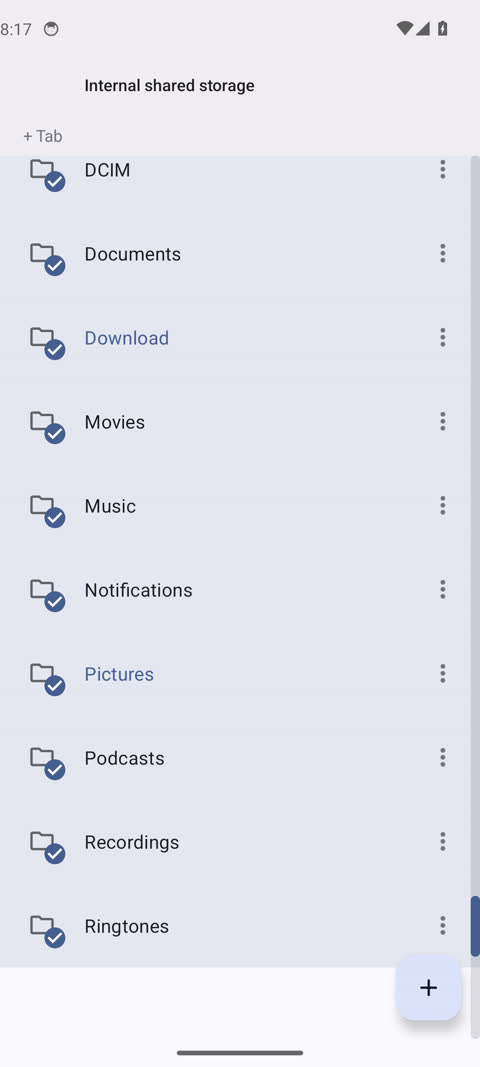 8:17
Internal shared storage
+ Tab
DCIM
Documents
Download
Movies
Music
Notifications
Pictures
Podcasts
Recordings
Ringtones
+